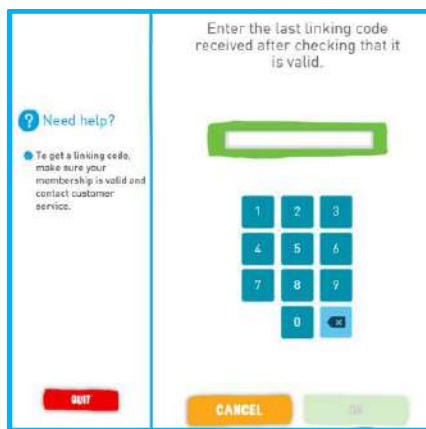 Enter the last linking code
received after checking that it
is valid.
? Need help?
To get a linking code,
make sure your
membership is valid and
contact customer
service.
1 2 3
4 5 6
7 8 9
0
QUIT
CANCEL
OK